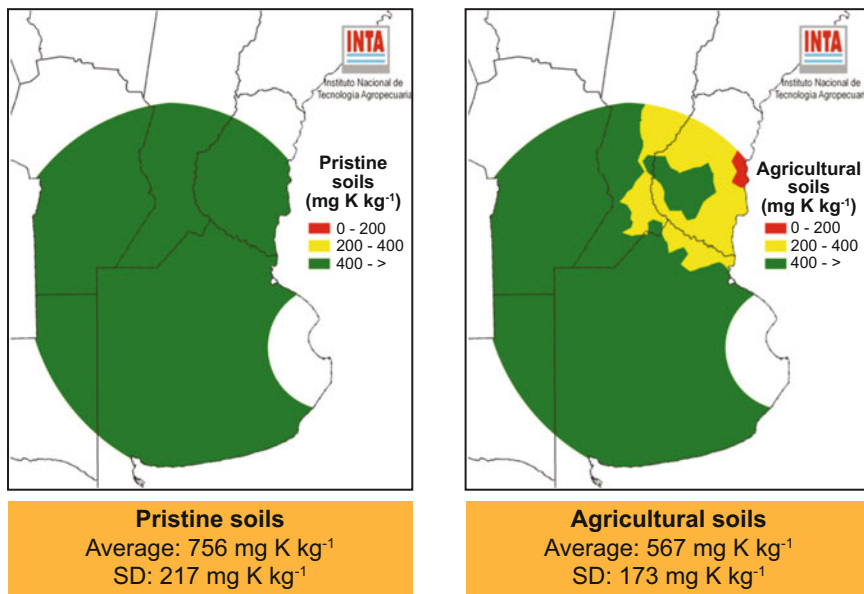 INTA
Instituto Nacional de
Tecnología Agropecuaria
Pristine
soils
(mg K kg-1)
0 - 200
200 - 400
400 - >
Pristine soils
Average: 756 mg K kg-1
SD: 217 mg K kg-1
INTA
Instituto Nacional de
Tecnología Agropecuaria
Agricultural
soils
(mg K kg-1)
0 - 200
200 - 400
400 - >
Agricultural soils
Average: 567 mg K kg-1
SD: 173 mg K kg-1